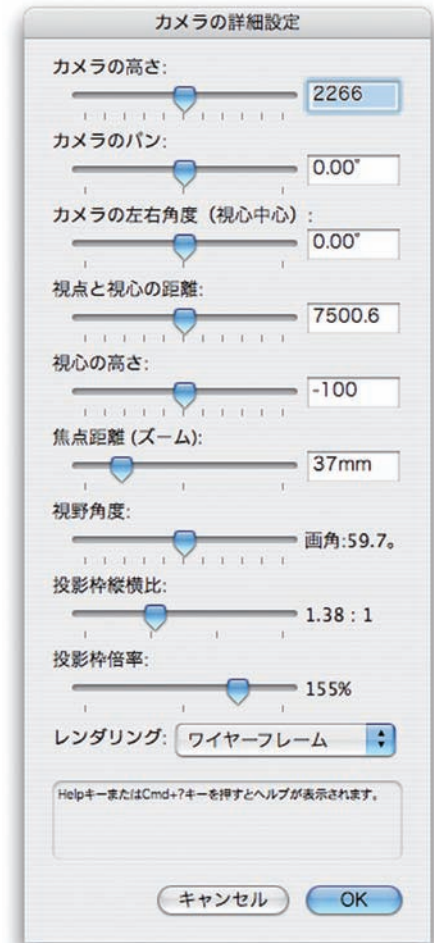 カメラの詳細設定
カメラの高さ:
2266
カメラのパン:
0.00°
カメラの左右角度（視心中心）:
0.00°
視点と視心の距離:
7500.6
視心の高さ:
-100
焦点距離 (ズーム):
37mm
視野角度:
画角:59.7。
投影枠縦横比:
1.38 : 1
投影枠倍率:
155%
レンダリング: ワイヤーフレーム
HelpキーまたはCmd+?キーを押すとヘルプが表示されます。
キャンセル OK